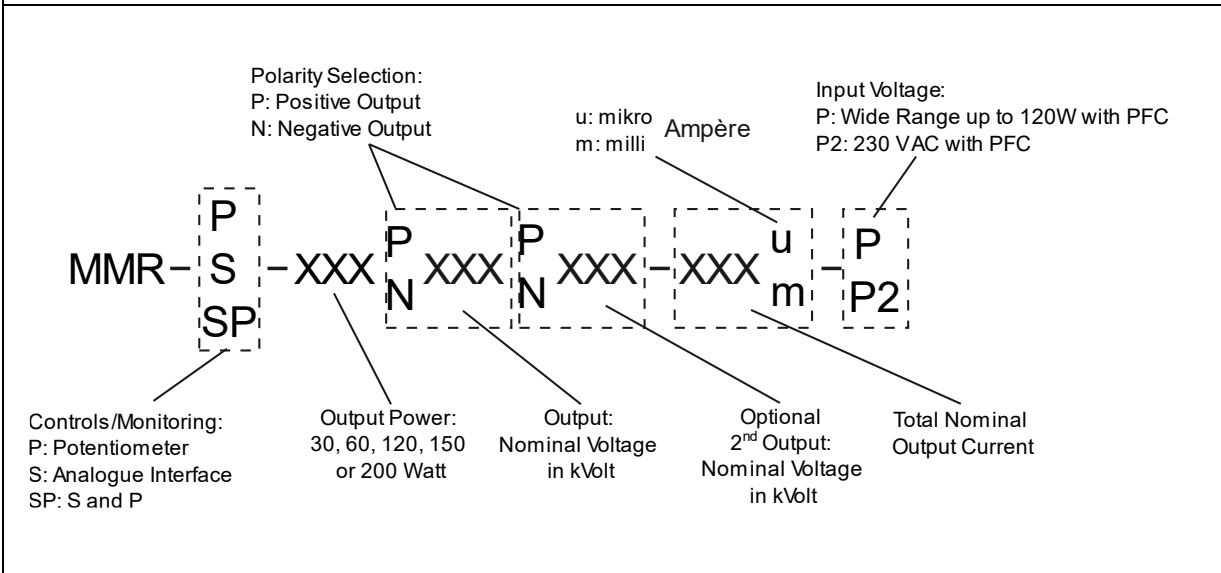 Polarity Selection:
P: Positive Output
N: Negative Output
u: mikro
m: milli
Ampère
Input Voltage:
P: Wide Range up to 120W with PFC
P2: 230 VAC with PFC
P
S
SP
MMR – – XXX
P
N
XXX
P
N
XXX – XXX
u
m
–
P
P2
Controls/Monitoring:
P: Potentiometer
S: Analogue Interface
SP: S and P
Output Power:
30, 60, 120, 150
or 200 Watt
Output:
Nominal Voltage
in kVolt
Optional
2nd Output:
Nominal Voltage
in kVolt
Total Nominal
Output Current